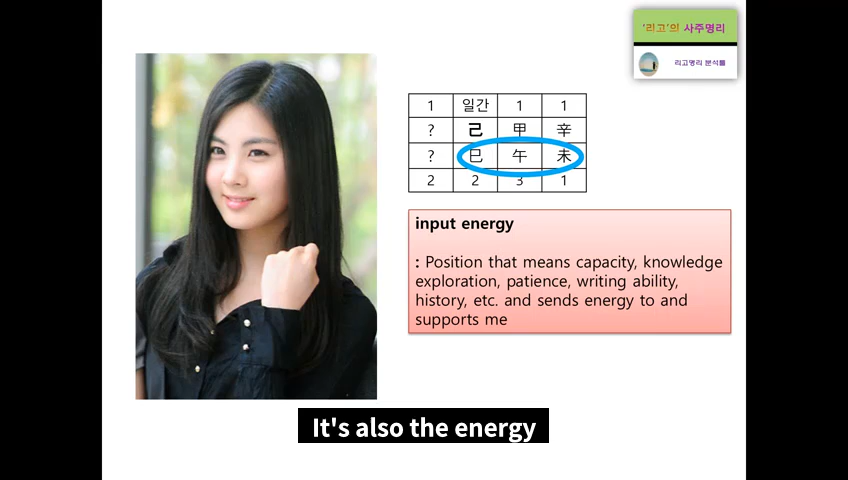 '리고'의 사주명리
리고명리 분석틀
1 일간 1 1
? 己 甲 辛
? 巳 午 未
2 2 3 1
input energy
: Position that means capacity, knowledge
exploration, patience, writing ability,
history, etc. and sends energy to and
supports me
It's also the energy